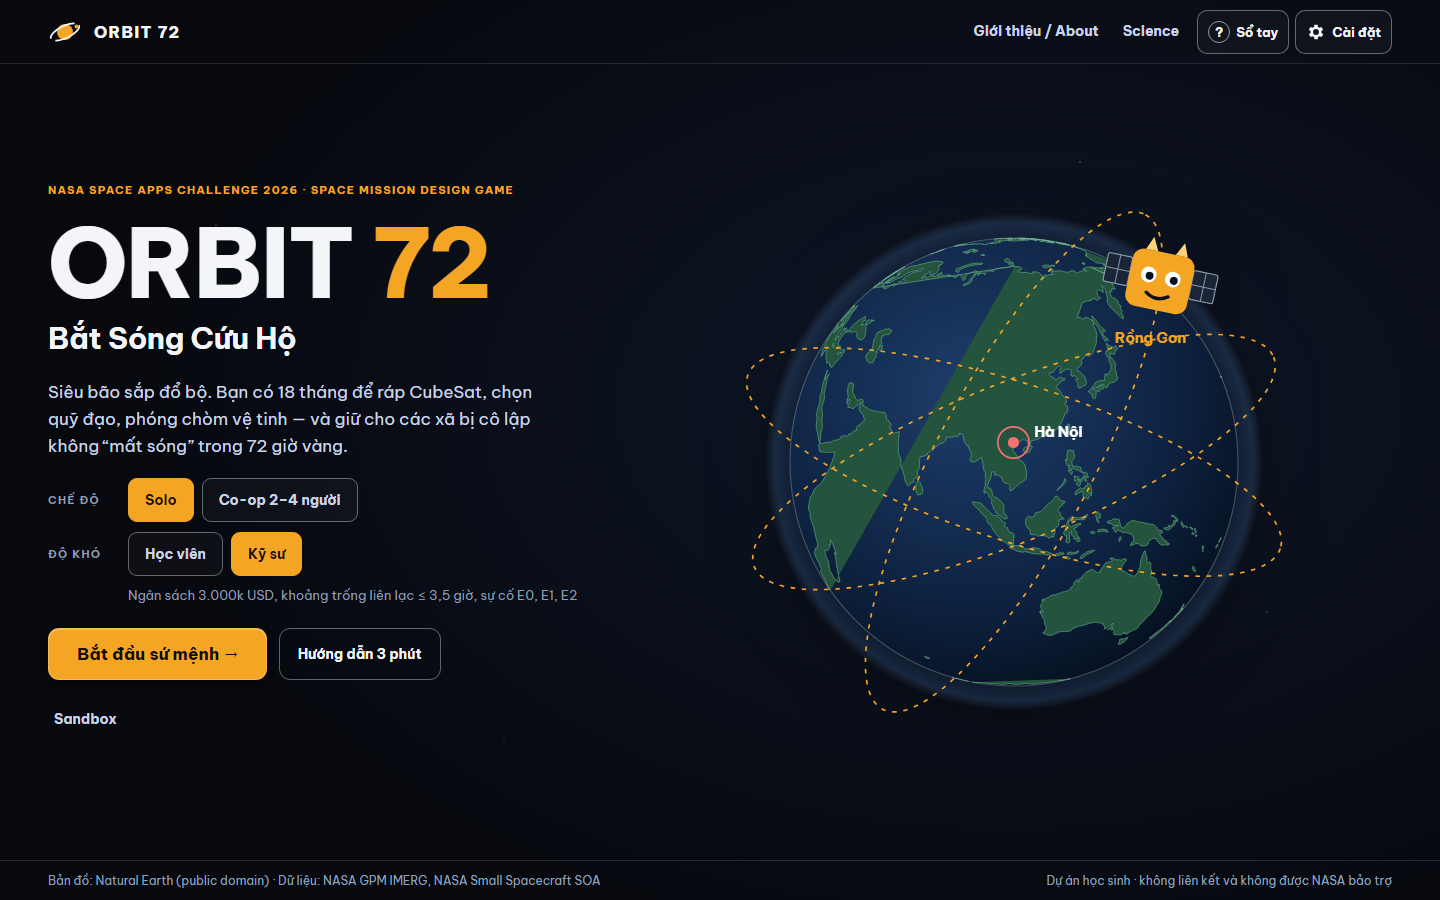 ORBIT 72
Giới thiệu / About
Science
? Sổ tay
Cài đặt
NASA SPACE APPS CHALLENGE 2026 · SPACE MISSION DESIGN GAME
ORBIT 72
Bắt Sóng Cứu Hộ
Siêu bão sắp đổ bộ. Bạn có 18 tháng để ráp CubeSat, chọn
quỹ đạo, phóng chòm vệ tinh — và giữ cho các xã bị cô lập
không “mất sóng” trong 72 giờ vàng.
CHẾ ĐỘ
Solo
Co-op 2–4 người
ĐỘ KHÓ
Học viên
Kỹ sư
Ngân sách 3.000k USD, khoảng trống liên lạc ≤ 3,5 giờ, sự cố E0, E1, E2
Bắt đầu sứ mệnh →
Hướng dẫn 3 phút
Sandbox
Rồng Gơn
Hà Nội
Bản đồ: Natural Earth (public domain) · Dữ liệu: NASA GPM IMERG, NASA Small Spacecraft SOA
Dự án học sinh · không liên kết và không được NASA bảo trợ